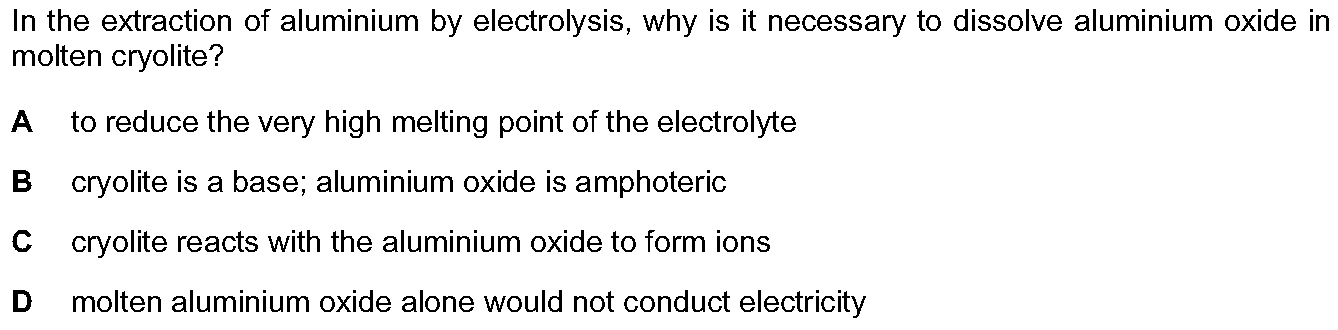 In the extraction of aluminium by electrolysis, why is it necessary to dissolve aluminium oxide in
molten cryolite?
A to reduce the very high melting point of the electrolyte
B cryolite is a base; aluminium oxide is amphoteric
C cryolite reacts with the aluminium oxide to form ions
D molten aluminium oxide alone would not conduct electricity